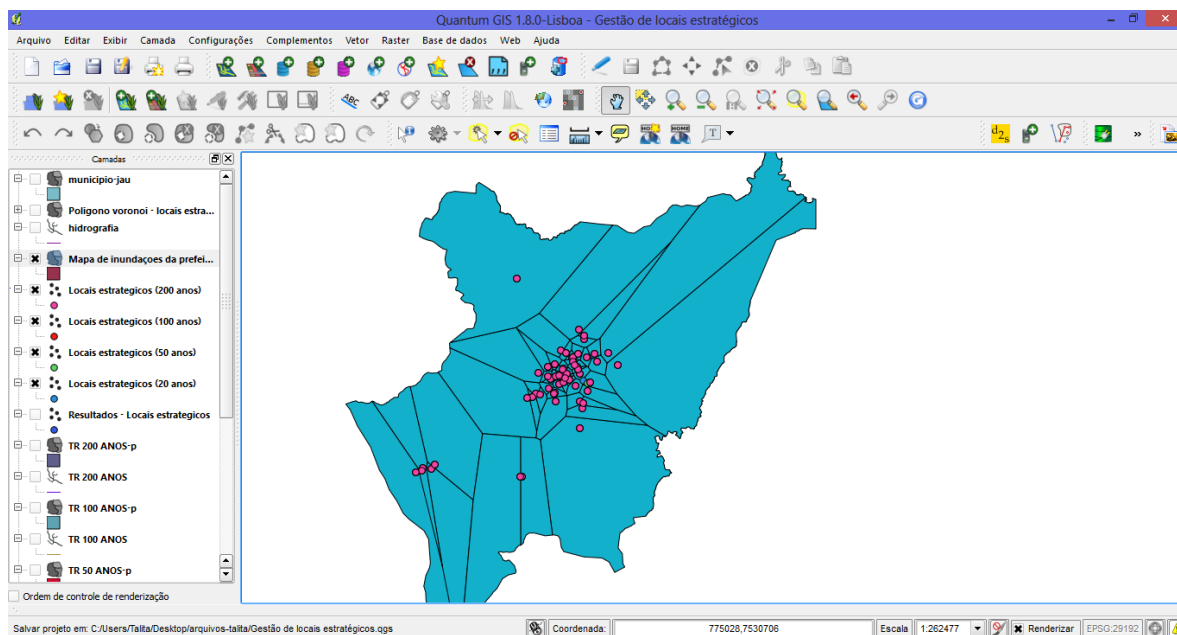 Quantum GIS 1.8.0-Lisboa - Gestão de locais estratégicos
Arquivo Editar Exibir Camada Configurações Complementos Vetor Raster Base de dados Web Ajuda
ABC
HOME
T
d2s
»
Camadas
municipio-jau
Poligono voronoi - locais estra...
hidrografia
Mapa de inundaçoes da prefei...
Locais estrategicos (200 anos)
Locais estrategicos (100 anos)
Locais estrategicos (50 anos)
Locais estrategicos (20 anos)
Resultados - Locais estrategicos
TR 200 ANOS-p
TR 200 ANOS
TR 100 ANOS-p
TR 100 ANOS
TR 50 ANOS-p
Ordem de controle de renderização
Salvar projeto em: C:/Users/Talita/Desktop/arquivos-talita/Gestão de locais estratégicos.qgs Coordenada: 775028,7530706 Escala 1:262477 Renderizar EPSG:29192